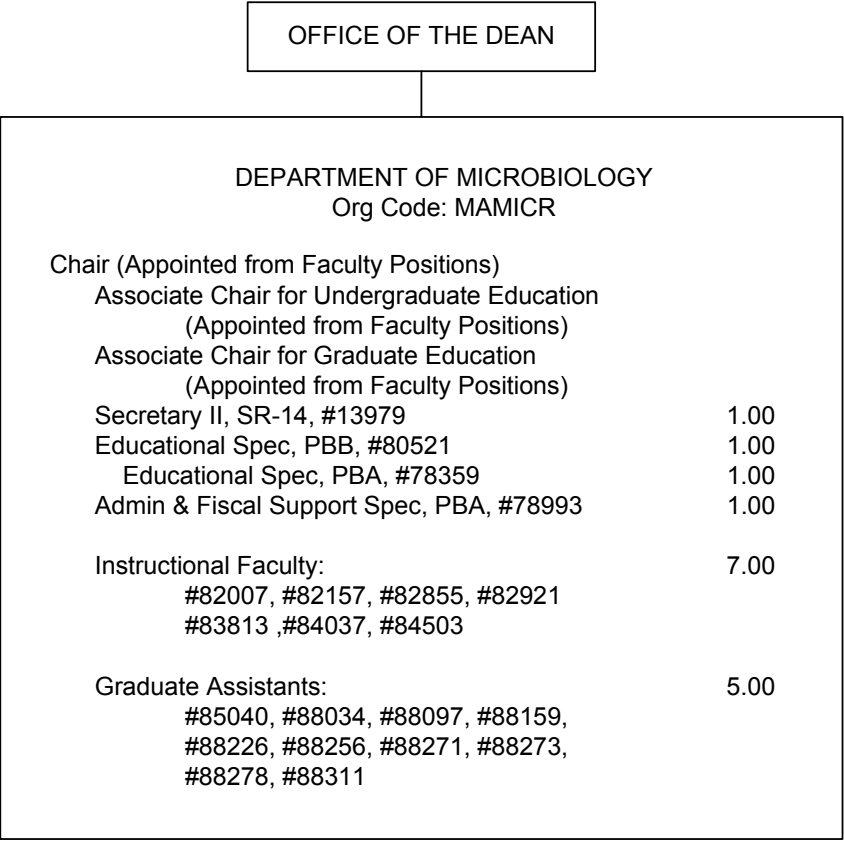 OFFICE OF THE DEAN
DEPARTMENT OF MICROBIOLOGY
Org Code: MAMICR
Chair (Appointed from Faculty Positions)
Associate Chair for Undergraduate Education
(Appointed from Faculty Positions)
Associate Chair for Graduate Education
(Appointed from Faculty Positions)
Secretary II, SR-14, #13979 1.00
Educational Spec, PBB, #80521 1.00
Educational Spec, PBA, #78359 1.00
Admin & Fiscal Support Spec, PBA, #78993 1.00
Instructional Faculty: 7.00
#82007, #82157, #82855, #82921
#83813 ,#84037, #84503
Graduate Assistants: 5.00
#85040, #88034, #88097, #88159,
#88226, #88256, #88271, #88273,
#88278, #88311